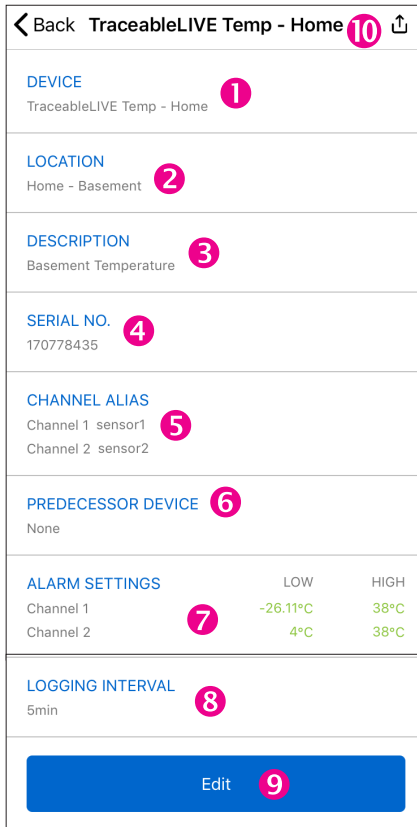 Back TraceableLIVE Temp - Home 10
DEVICE 1
TraceableLIVE Temp - Home
LOCATION 2
Home - Basement
DESCRIPTION 3
Basement Temperature
SERIAL NO. 4
170778435
CHANNEL ALIAS
Channel 1 sensor1 5
Channel 2 sensor2
PREDECESSOR DEVICE 6
None
ALARM SETTINGS LOW HIGH
Channel 1 -26.11°C 38°C
7
Channel 2 4°C 38°C
LOGGING INTERVAL 8
5min
Edit 9